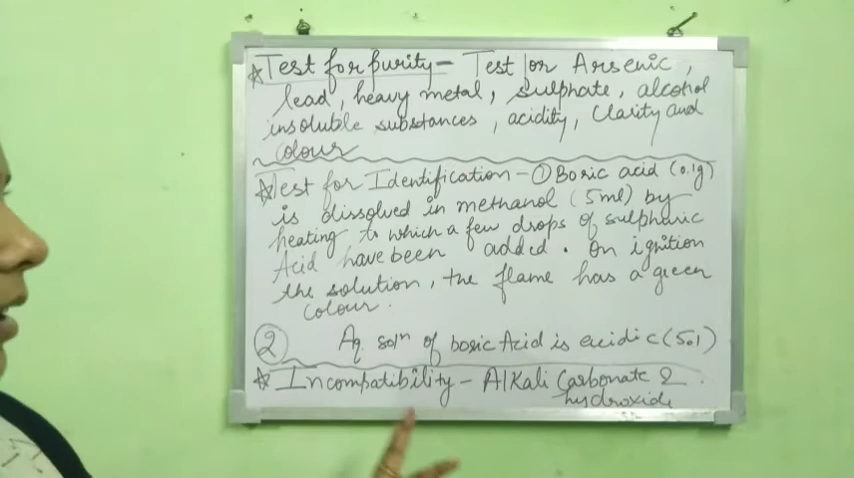 ☆Test for purity- Test for Arsenic,
lead, heavy metal, sulphate, alcohol
insoluble substances, acidity, Clarity and
colour
☆Test for Identification - ① Boric acid (0.1g)
is dissolved in methanol (5ml) by
heating to which a few drops of sulphuric
Acid have been added. On ignition
the solution, the flame has a green
colour.
② Aq soln of boric Acid is acidic (5.1)
☆ Incompatibility - Alkali Carbonate &
hydroxide